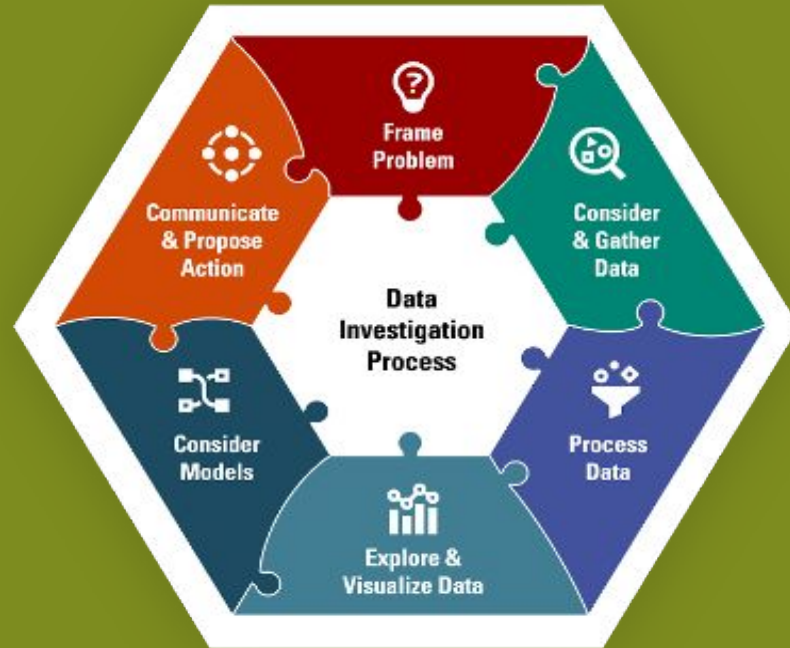 Frame
Problem
Consider
& Gather
Data
Process
Data
Explore &
Visualize Data
Consider
Models
Communicate
& Propose
Action
Data
Investigation
Process
?